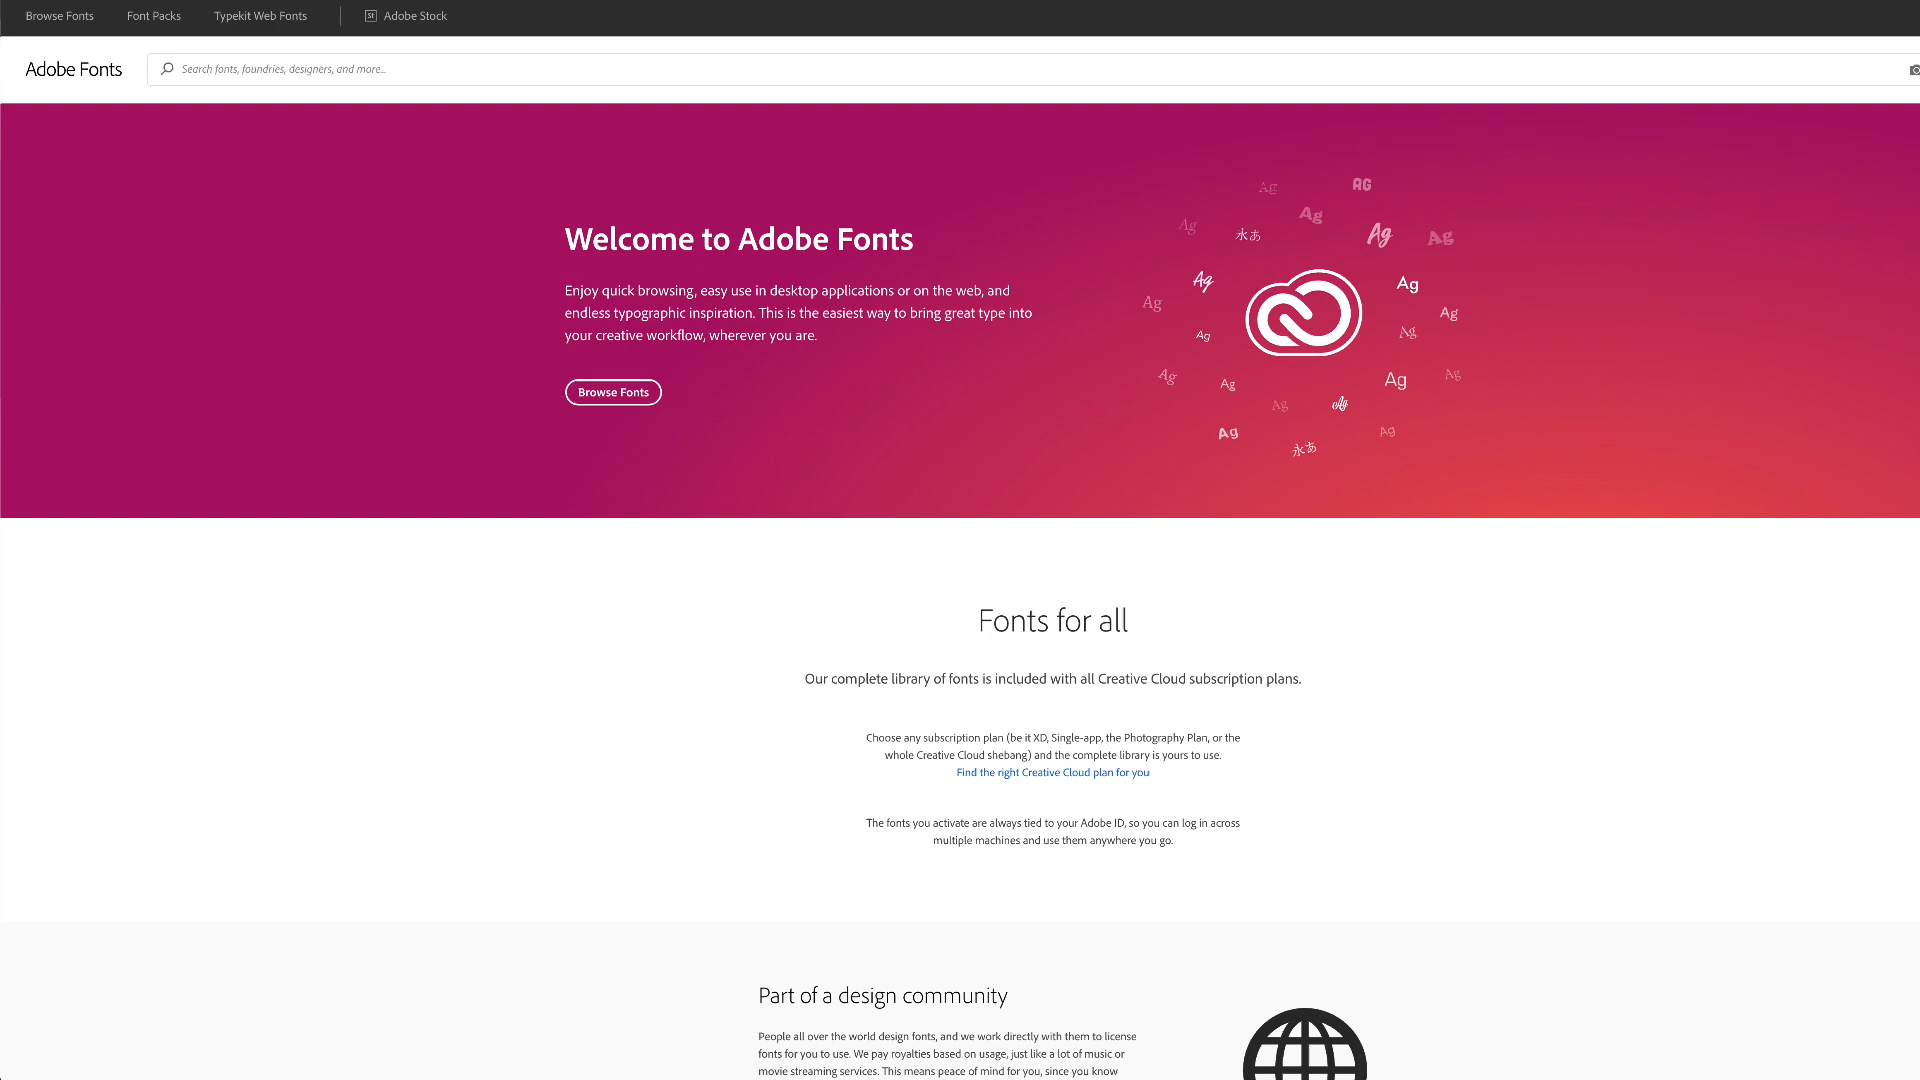 Browse Fonts Font Packs Typekit Web Fonts St Adobe Stock
Adobe Fonts Search fonts, foundries, designers, and more...
Welcome to Adobe Fonts
Enjoy quick browsing, easy use in desktop applications or on the web, and
endless typographic inspiration. This is the easiest way to bring great type into
your creative workflow, wherever you are.
Browse Fonts
Ag AG
Ag Ag
Ag 永あ Ag Ag
Ag Ag
Ag Ag
Ag Ag
Ag Ag Ag Ag
Ag Ag
Ag Ag
永あ
Fonts for all
Our complete library of fonts is included with all Creative Cloud subscription plans.
Choose any subscription plan (be it XD, Single-app, the Photography Plan, or the
whole Creative Cloud shebang) and the complete library is yours to use.
Find the right Creative Cloud plan for you
The fonts you activate are always tied to your Adobe ID, so you can log in across
multiple machines and use them anywhere you go.
Part of a design community
People all over the world design fonts, and we work directly with them to license
fonts for you to use. We pay royalties based on usage, just like a lot of music or
movie streaming services. This means peace of mind for you, since you know